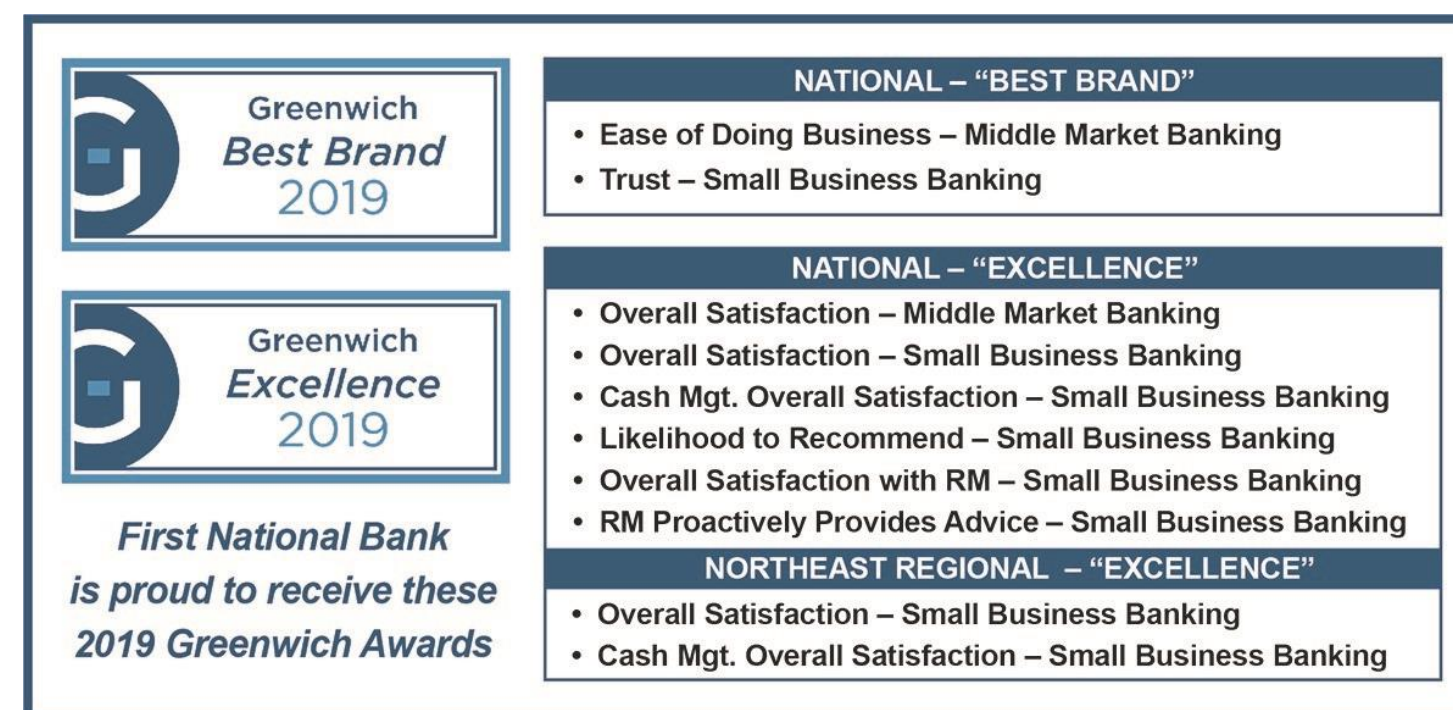 Greenwich
Best Brand
2019
Greenwich
Excellence
2019
First National Bank
is proud to receive these
2019 Greenwich Awards
NATIONAL – “BEST BRAND”
• Ease of Doing Business – Middle Market Banking
• Trust – Small Business Banking
NATIONAL – “EXCELLENCE”
• Overall Satisfaction – Middle Market Banking
• Overall Satisfaction – Small Business Banking
• Cash Mgt. Overall Satisfaction – Small Business Banking
• Likelihood to Recommend – Small Business Banking
• Overall Satisfaction with RM – Small Business Banking
• RM Proactively Provides Advice – Small Business Banking
NORTHEAST REGIONAL – “EXCELLENCE”
• Overall Satisfaction – Small Business Banking
• Cash Mgt. Overall Satisfaction – Small Business Banking